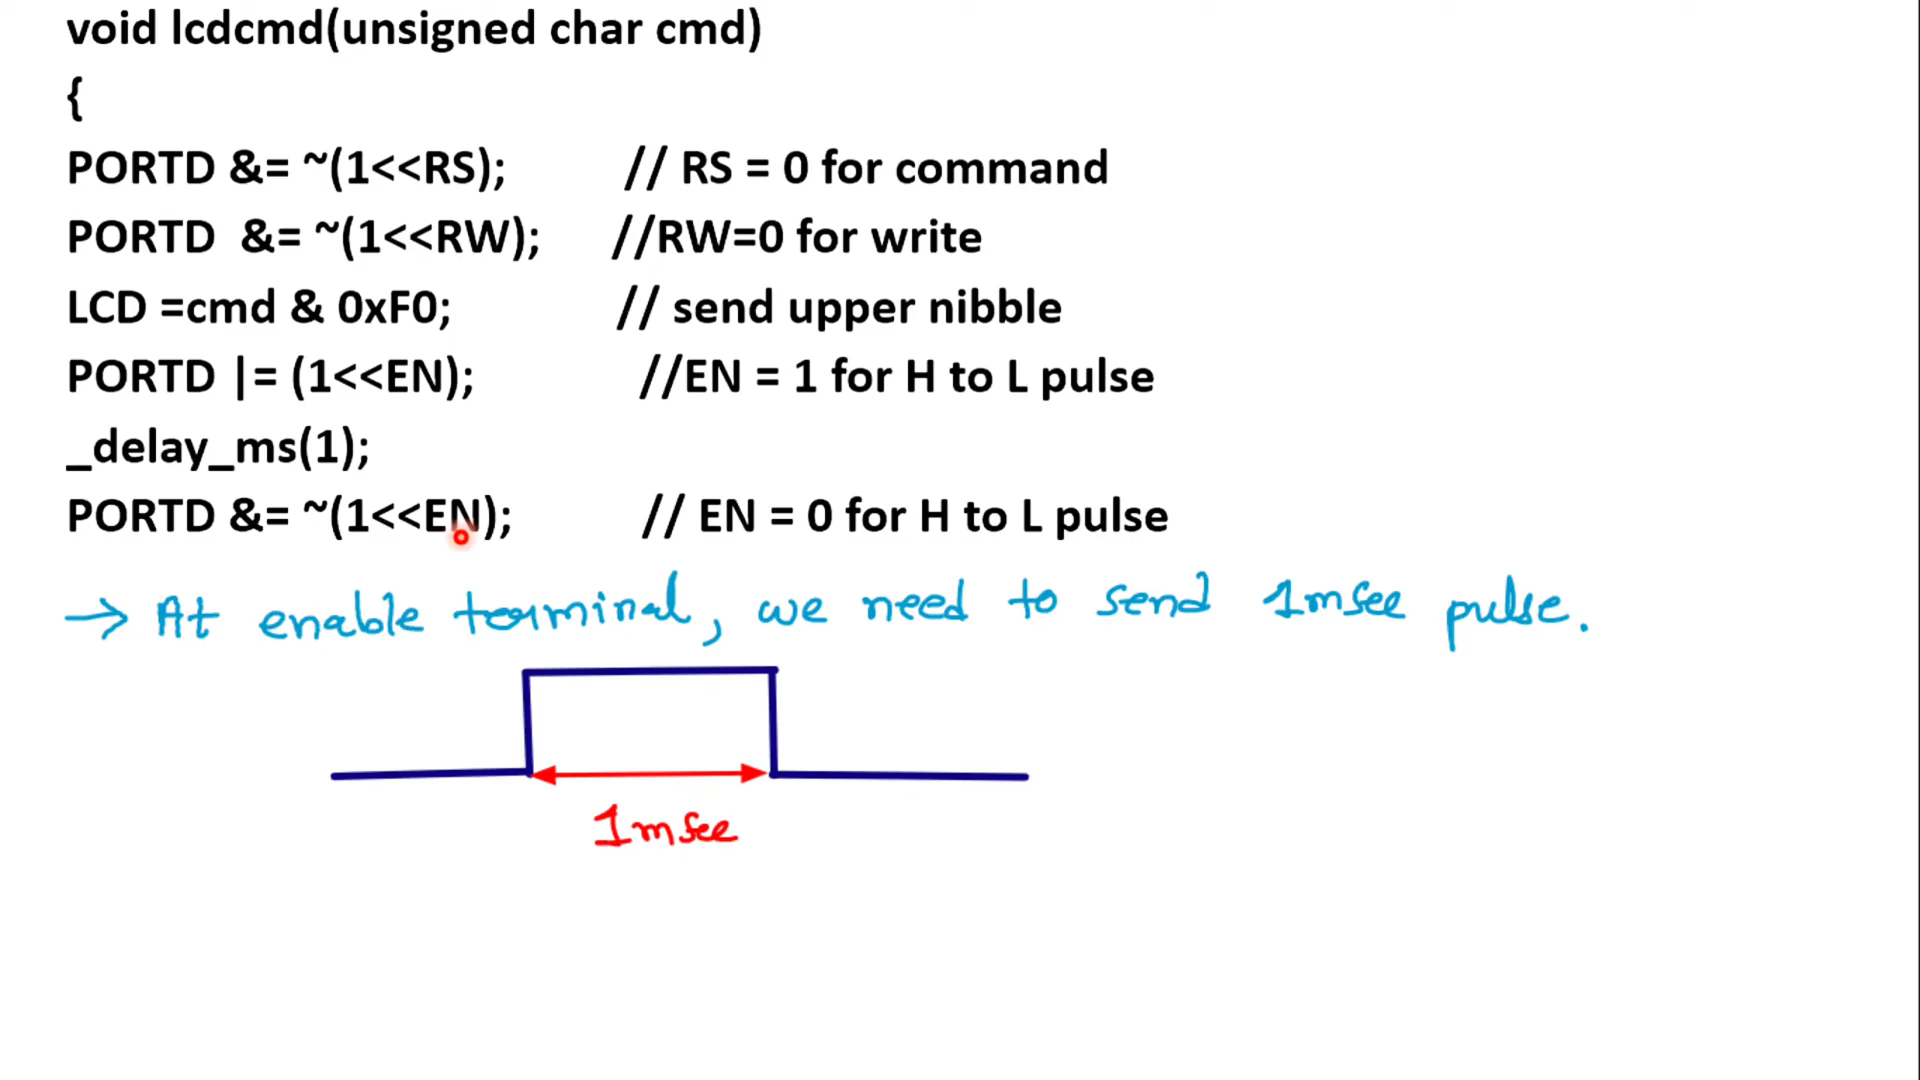 void lcdcmd(unsigned char cmd)
{
PORTD &= ~(1<<RS); // RS = 0 for command
PORTD &= ~(1<<RW); //RW=0 for write
LCD =cmd & 0xF0; // send upper nibble
PORTD |= (1<<EN); //EN = 1 for H to L pulse
_delay_ms(1);
PORTD &= ~(1<<EN); // EN = 0 for H to L pulse
→ At enable terminal, we need to send 1msec pulse.
1msec